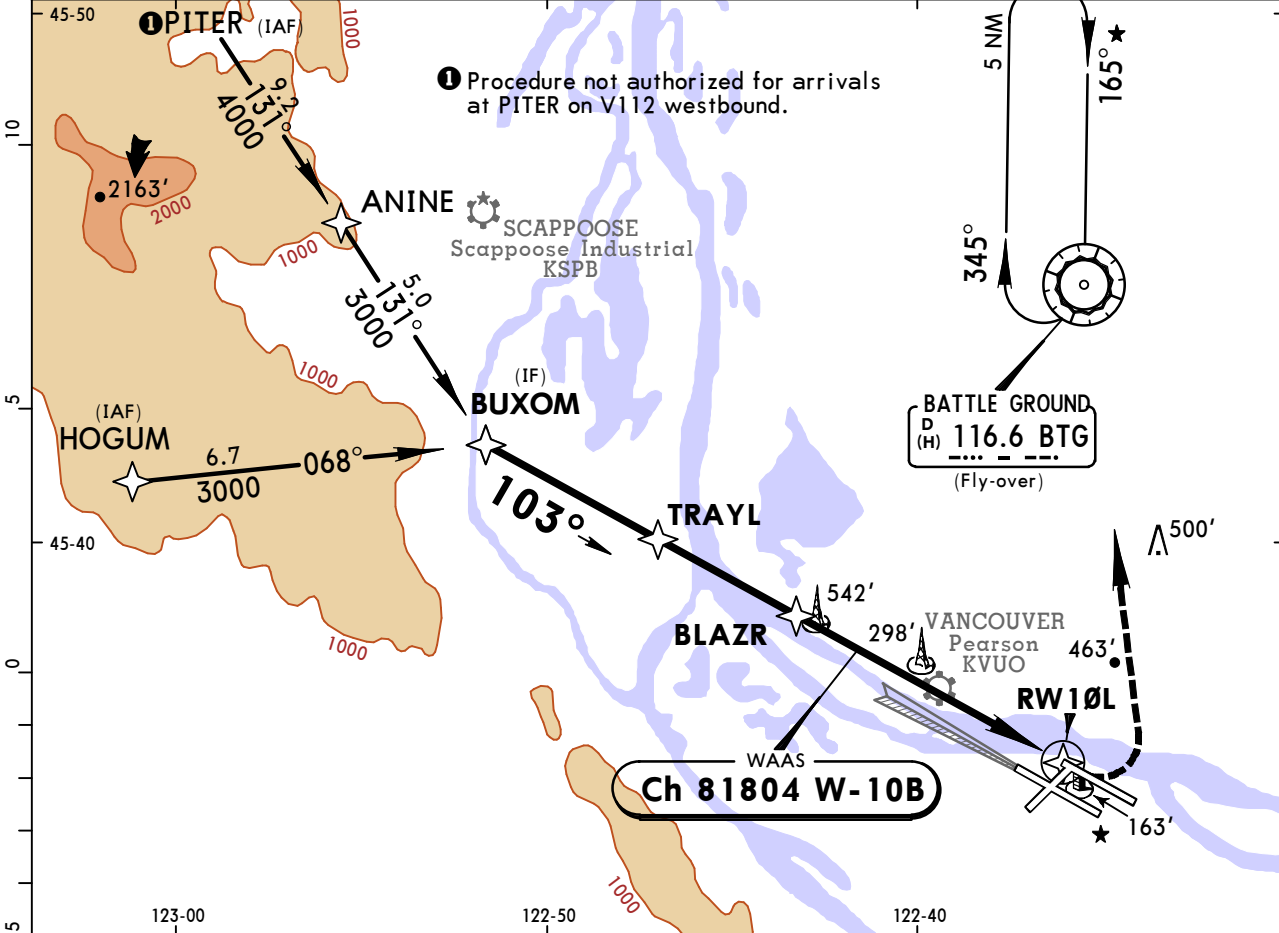 45-50
❶PITER (IAF)
1000
❶ Procedure not authorized for arrivals
at PITER on V112 westbound.
5 NM
165°
9.2
131°
4000
10
2163'
2000
ANINE
SCAPPOOSE
Scappoose Industrial
KSPB
1000
345°
5.0
131°
3000
1000
(IF)
BUXOM
BATTLE GROUND
D
(H) 116.6 BTG
(Fly-over)
5
(IAF)
HOGUM
6.7
068°
3000
103°
TRAYL
45-40
500'
542'
BLAZR
298'
VANCOUVER
Pearson
KVUO
463'
1000
0
RW1ØL
WAAS
Ch 81804 W-10B
163'
1000
5
123-00
122-50
122-40